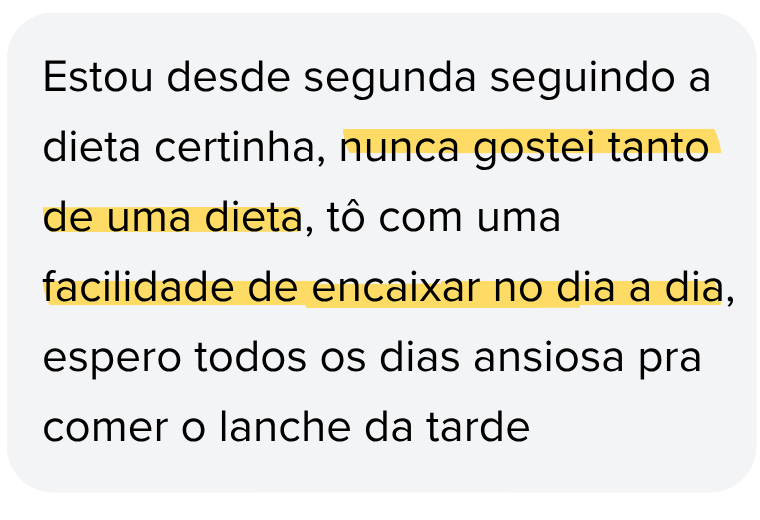 Estou desde segunda seguindo a
dieta certinha, nunca gostei tanto
de uma dieta, tô com uma
facilidade de encaixar no dia a dia,
espero todos os dias ansiosa pra
comer o lanche da tarde